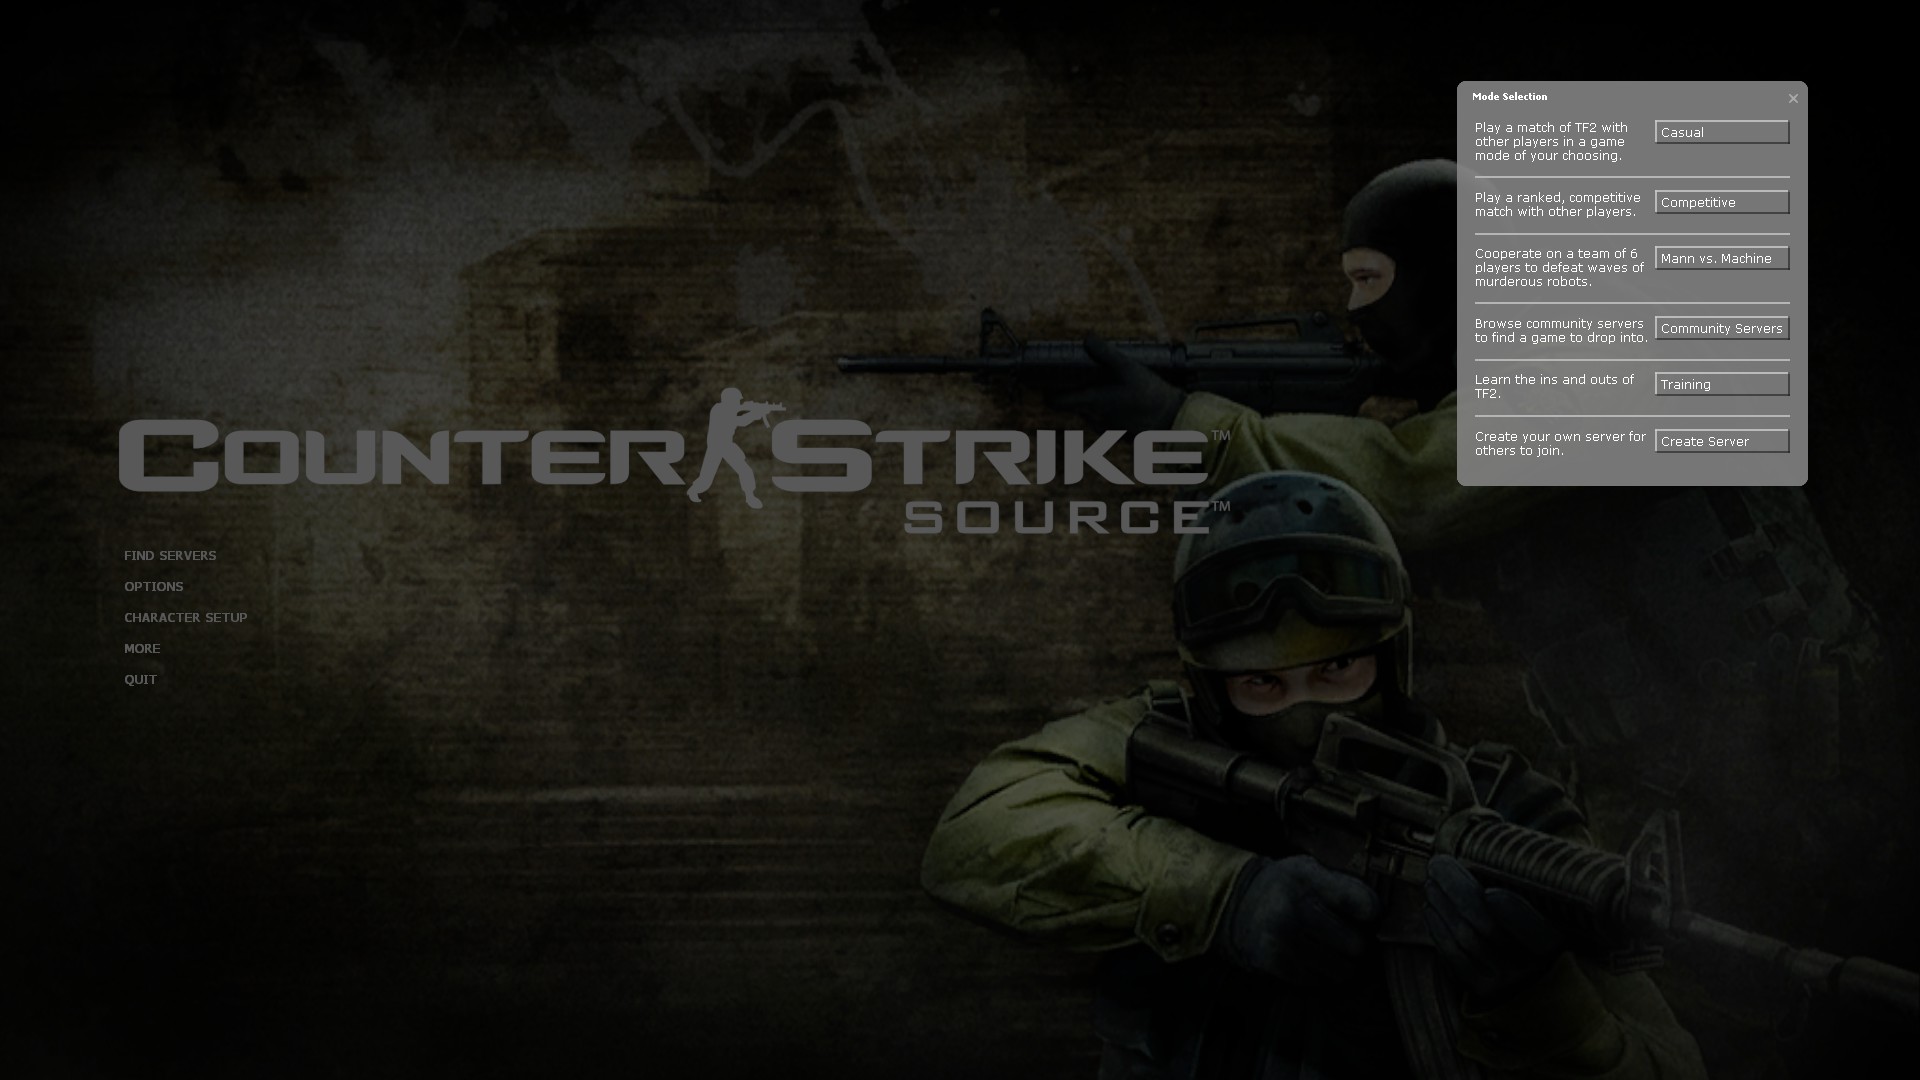 COUNTER STRIKE™
SOURCE™
FIND SERVERS
OPTIONS
CHARACTER SETUP
MORE
QUIT
Mode Selection
Play a match of TF2 with
other players in a game
mode of your choosing.
Casual
Play a ranked, competitive
match with other players.
Competitive
Cooperate on a team of 6
players to defeat waves of
murderous robots.
Mann vs. Machine
Browse community servers
to find a game to drop into.
Community Servers
Learn the ins and outs of
TF2.
Training
Create your own server for
others to join.
Create Server